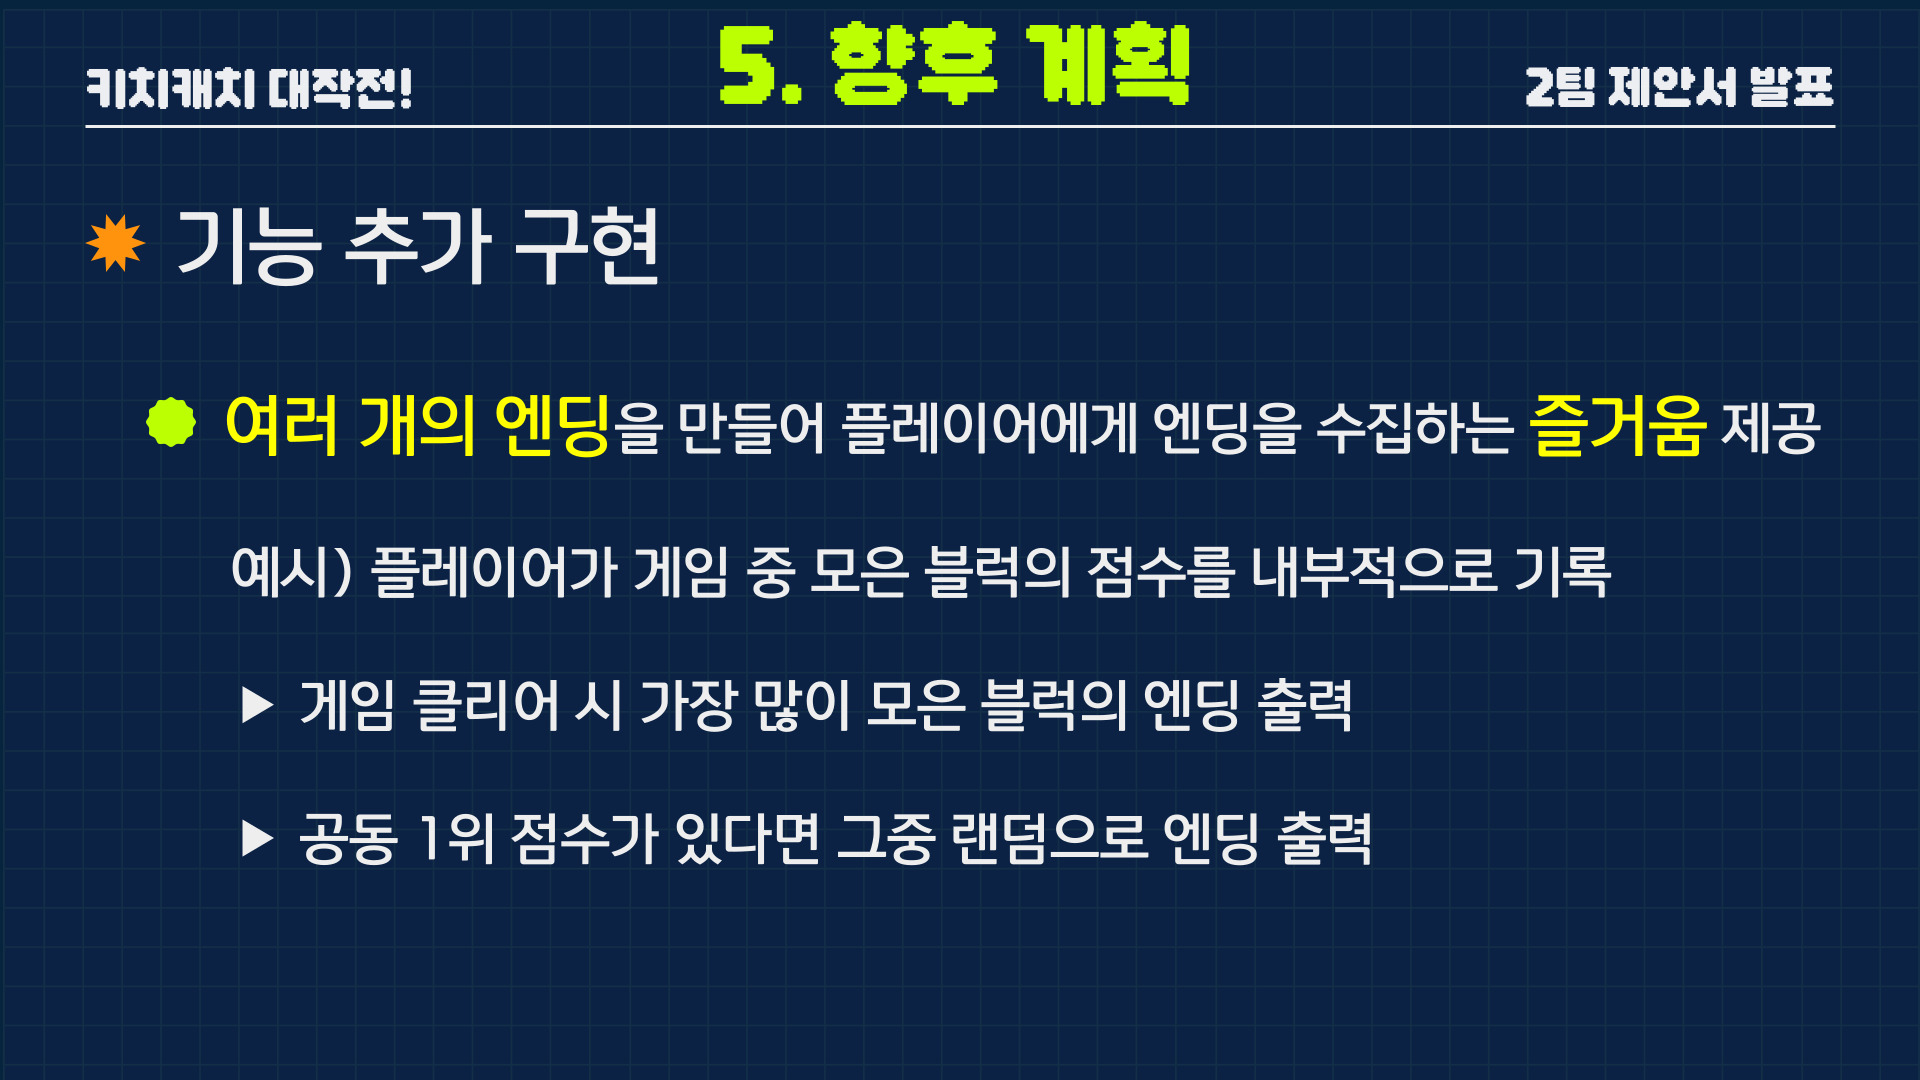 키치캐치 대작전!
5. 향후 계획
2팀 제안서 발표
기능 추가 구현
여러 개의 엔딩을 만들어 플레이어에게 엔딩을 수집하는 즐거움 제공
예시) 플레이어가 게임 중 모은 블럭의 점수를 내부적으로 기록
▶ 게임 클리어 시 가장 많이 모은 블럭의 엔딩 출력
▶ 공동 1위 점수가 있다면 그중 랜덤으로 엔딩 출력